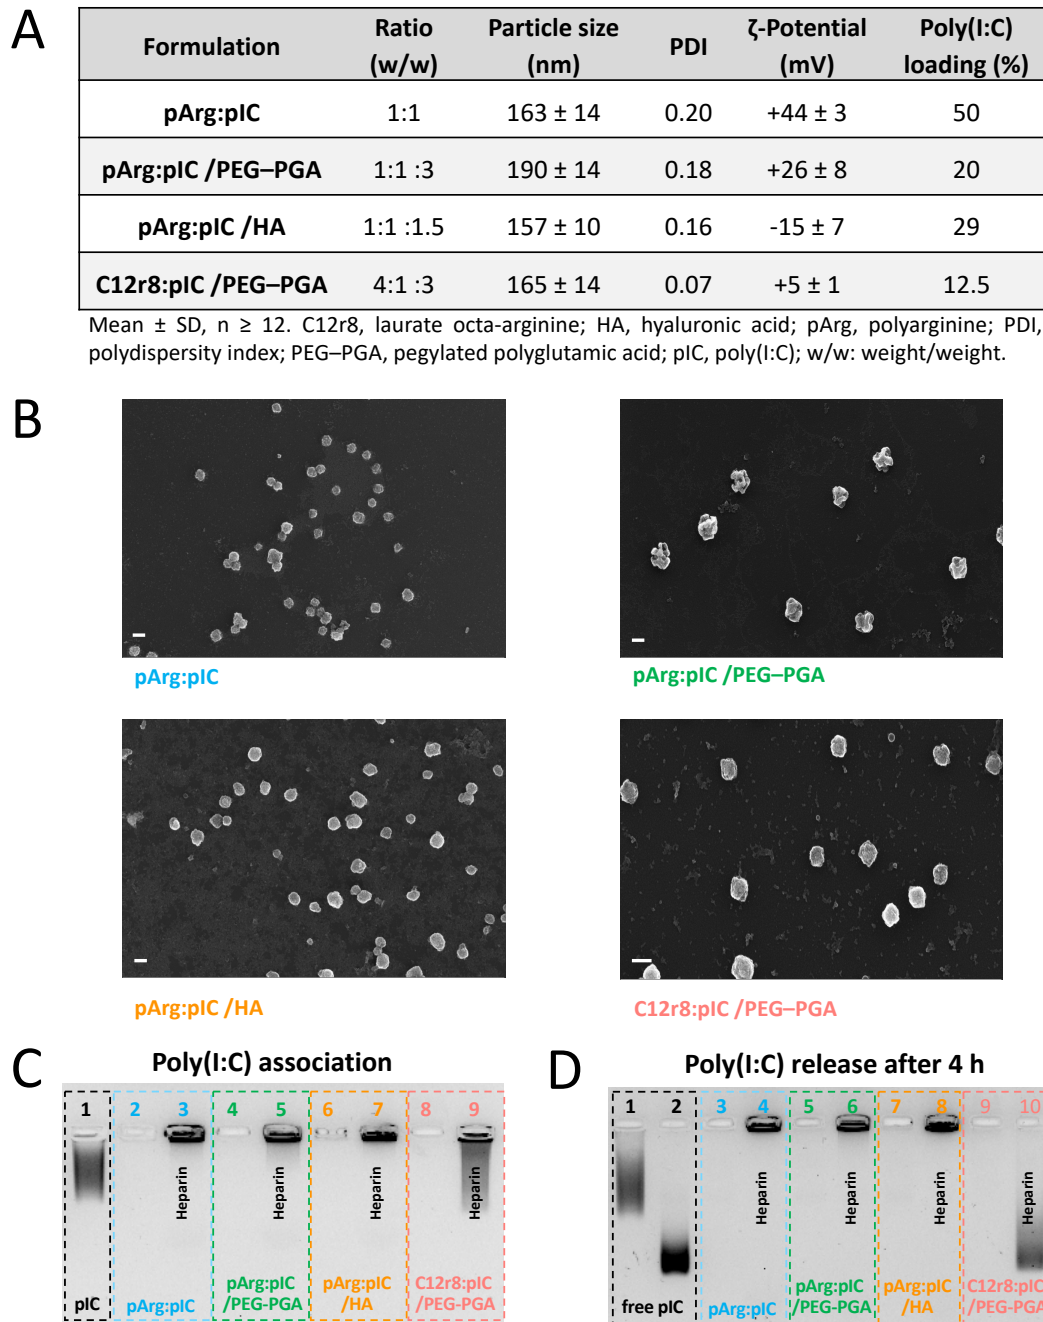 A
Formulation Ratio (w/w) Particle size (nm) PDI ζ-Potential (mV) Poly(I:C) loading (%)
pArg:pIC 1:1 163 ± 14 0.20 +44 ± 3 50
pArg:pIC /PEG–PGA 1:1 :3 190 ± 14 0.18 +26 ± 8 20
pArg:pIC /HA 1:1 :1.5 157 ± 10 0.16 -15 ± 7 29
C12r8:pIC /PEG–PGA 4:1 :3 165 ± 14 0.07 +5 ± 1 12.5
Mean ± SD, n ≥ 12. C12r8, laurate octa-arginine; HA, hyaluronic acid; pArg, polyarginine; PDI,
polydispersity index; PEG–PGA, pegylated polyglutamic acid; pIC, poly(I:C); w/w: weight/weight.
B
pArg:pIC
pArg:pIC /PEG–PGA
pArg:pIC /HA
C12r8:pIC /PEG–PGA
C
Poly(I:C) association
1 2 3 4 5 6 7 8 9
Heparin Heparin Heparin Heparin
pIC
pArg:pIC
pArg:pIC
/PEG-PGA
pArg:pIC
/HA
C12r8:pIC
/PEG-PGA
D
Poly(I:C) release after 4 h
1 2 3 4 5 6 7 8 9 10
Heparin Heparin Heparin Heparin
free pIC
pArg:pIC
pArg:pIC
/PEG-PGA
pArg:pIC
/HA
C12r8:pIC
/PEG-PGA